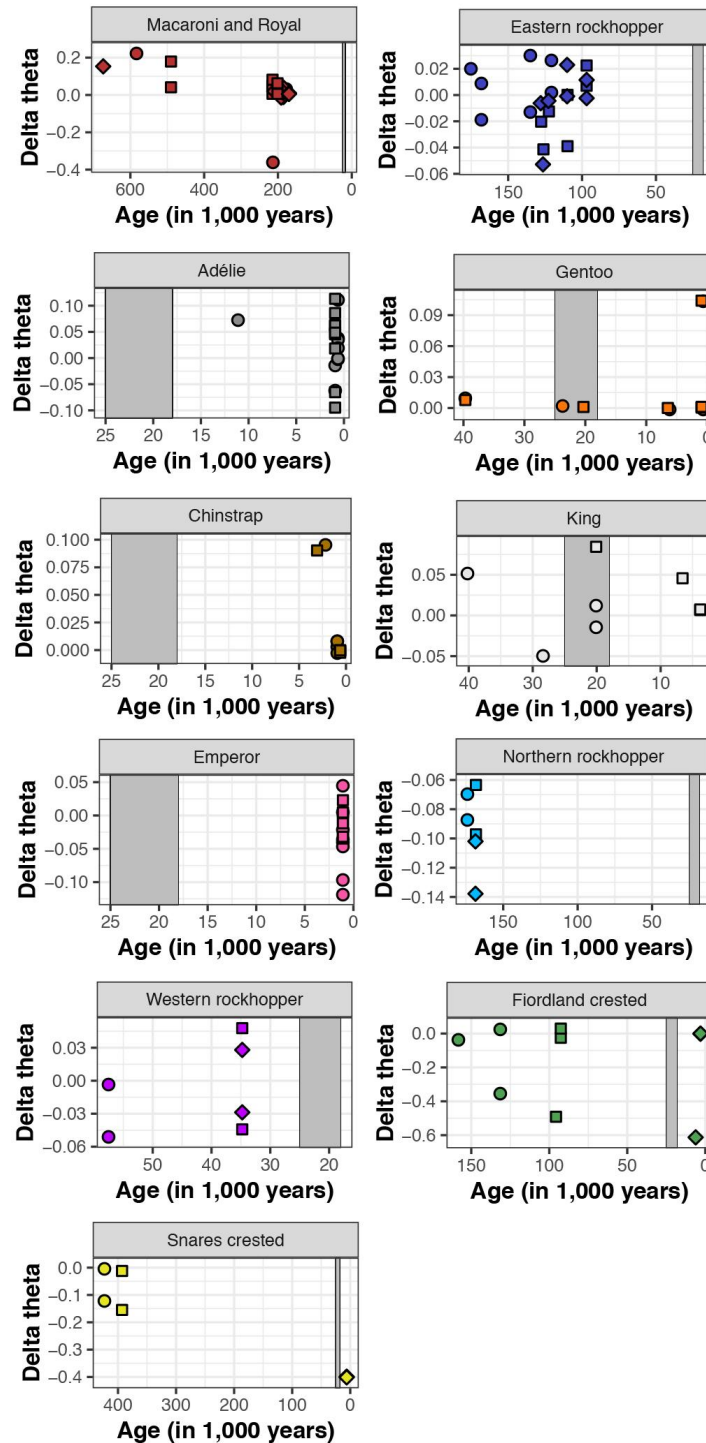 Macaroni and Royal
Delta theta
0.2
0.0
−0.2
−0.4
600 400 200 0
Age (in 1,000 years)
Eastern rockhopper
Delta theta
0.02
0.00
−0.02
−0.04
−0.06
150 100 50
Age (in 1,000 years)
Adélie
Delta theta
0.10
0.05
0.00
−0.05
−0.10
25 20 15 10 5 0
Age (in 1,000 years)
Gentoo
Delta theta
0.09
0.06
0.03
0.00
40 30 20 10 0
Age (in 1,000 years)
Chinstrap
Delta theta
0.100
0.075
0.050
0.025
0.000
25 20 15 10 5 0
Age (in 1,000 years)
King
Delta theta
0.05
0.00
−0.05
40 30 20 10
Age (in 1,000 years)
Emperor
Delta theta
0.05
0.00
−0.05
−0.10
25 20 15 10 5 0
Age (in 1,000 years)
Northern rockhopper
Delta theta
−0.06
−0.08
−0.10
−0.12
−0.14
150 100 50
Age (in 1,000 years)
Western rockhopper
Delta theta
0.03
0.00
−0.03
−0.06
50 40 30 20
Age (in 1,000 years)
Fiordland crested
Delta theta
0.0
−0.2
−0.4
−0.6
150 100 50 0
Age (in 1,000 years)
Snares crested
Delta theta
0.0
−0.1
−0.2
−0.3
−0.4
400 300 200 100 0
Age (in 1,000 years)